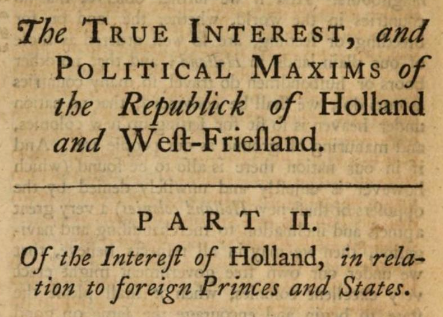 The TRUE INTEREST, and
POLITICAL MAXIMS of
the Republick of Holland
and Weſt-Frieſland.
PART II.
Of the Intereſt of Holland, in rela-
tion to foreign Princes and States.